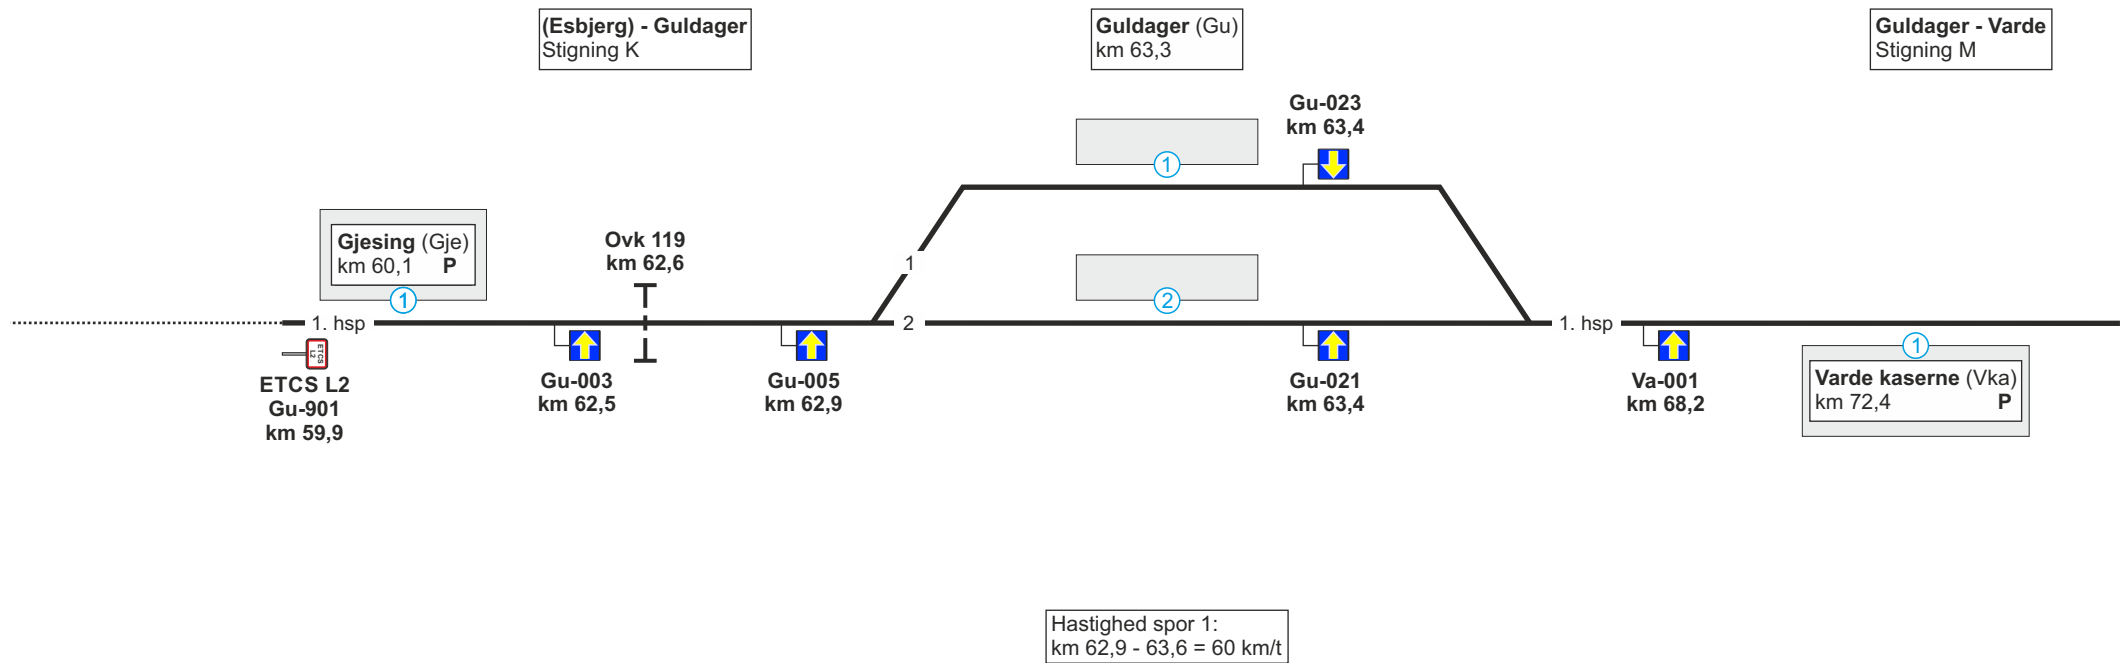 (Esbjerg) - Guldager
Stigning K
Guldager (Gu)
km 63,3
Guldager - Varde
Stigning M
Gu-023
km 63,4
1
Gjesing (Gje)
km 60,1 P
1
Ovk 119
km 62,6
1
2
1. hsp
2
1. hsp
ETCS L2
ETCS L2
Gu-901
km 59,9
Gu-003
km 62,5
Gu-005
km 62,9
Gu-021
km 63,4
Va-001
km 68,2
1
Varde kaserne (Vka)
km 72,4 P
Hastighed spor 1:
km 62,9 - 63,6 = 60 km/t